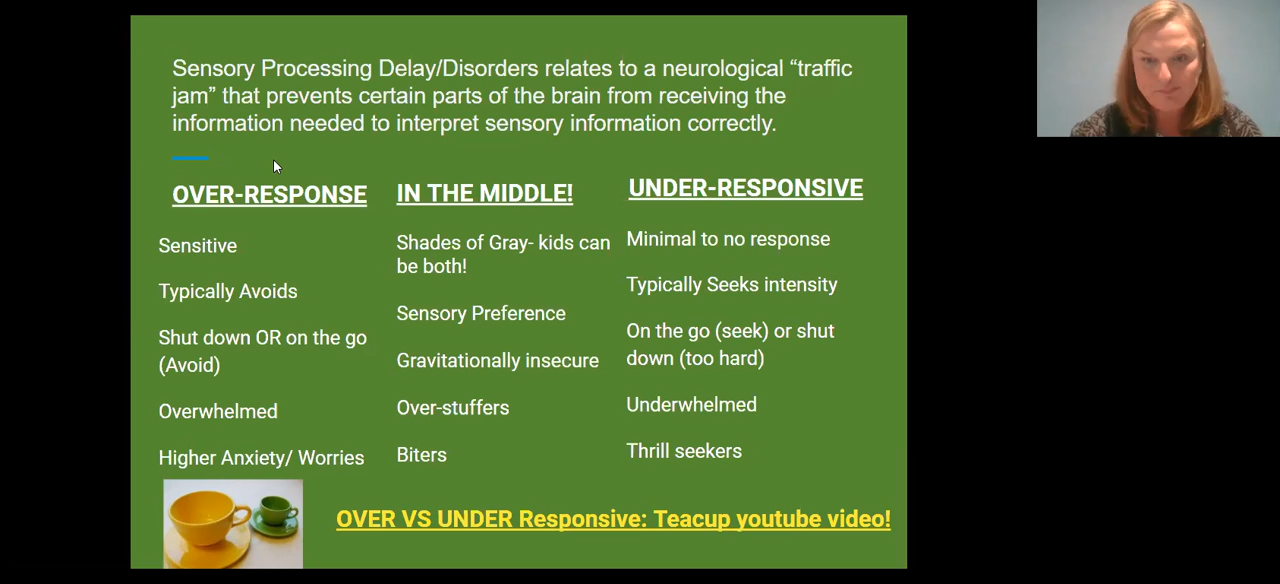 Sensory Processing Delay/Disorders relates to a neurological “traffic
jam” that prevents certain parts of the brain from receiving the
information needed to interpret sensory information correctly.
OVER-RESPONSE
Sensitive
Typically Avoids
Shut down OR on the go
(Avoid)
Overwhelmed
Higher Anxiety/ Worries
IN THE MIDDLE!
Shades of Gray- kids can
be both!
Sensory Preference
Gravitationally insecure
Over-stuffers
Biters
UNDER-RESPONSIVE
Minimal to no response
Typically Seeks intensity
On the go (seek) or shut
down (too hard)
Underwhelmed
Thrill seekers
OVER VS UNDER Responsive: Teacup youtube video!